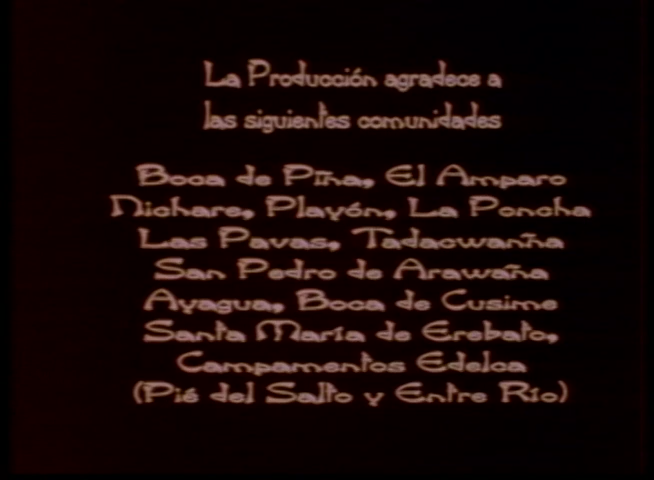 La Producción agradece a
las siguientes comunidades
Boca de Piña, El Amparo
Nichare, Playón, La Poncha
Las Pavas, Tadacwanña
San Pedro de Arawaña
Ayagua, Boca de Cusime
Santa María de Erebato,
Campamentos Edelca
(Pié del Salto y Entre Río)